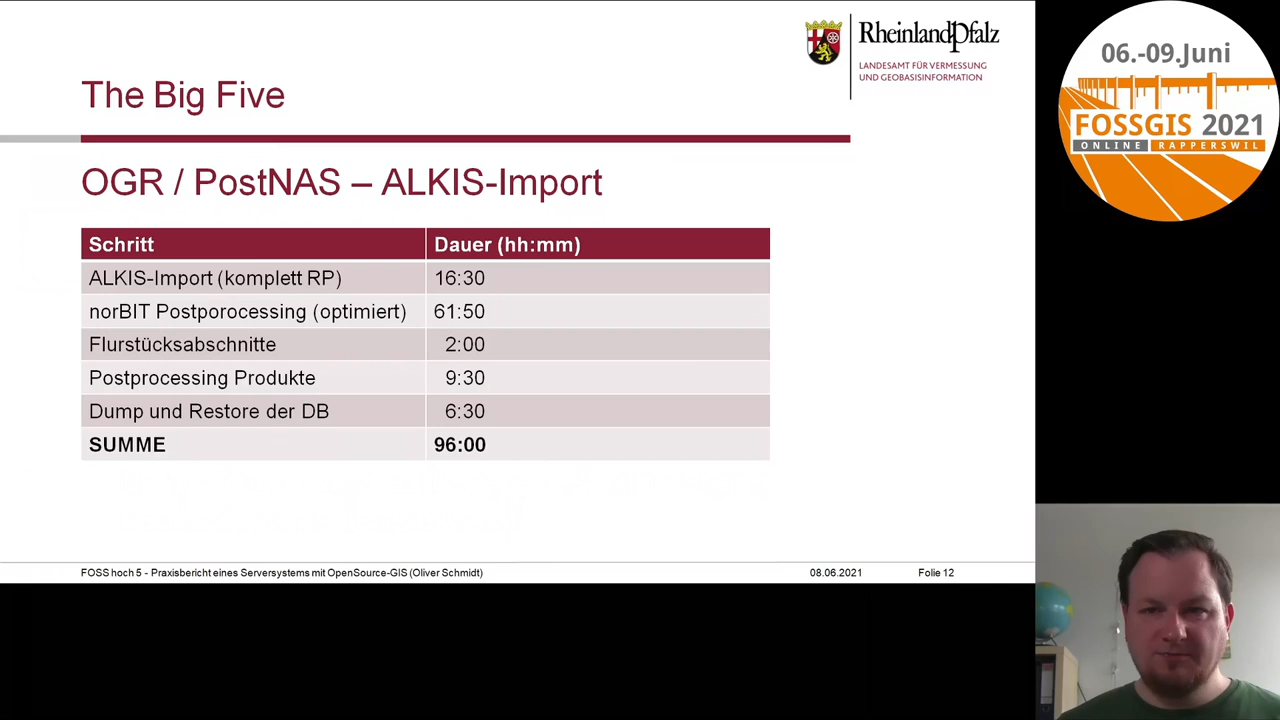 RheinlandPfalz
LANDESAMT FÜR VERMESSUNG
UND GEOBASISINFORMATION
06.-09.Juni
FOSSGIS 2021
ONLINE RAPPERSWIL
The Big Five
OGR / PostNAS – ALKIS-Import
Schritt Dauer (hh:mm)
ALKIS-Import (komplett RP) 16:30
norBIT Postporocessing (optimiert) 61:50
Flurstücksabschnitte 2:00
Postprocessing Produkte 9:30
Dump und Restore der DB 6:30
SUMME 96:00
FOSS hoch 5 - Praxisbericht eines Serversystems mit OpenSource-GIS (Oliver Schmidt) 08.06.2021 Folie 12